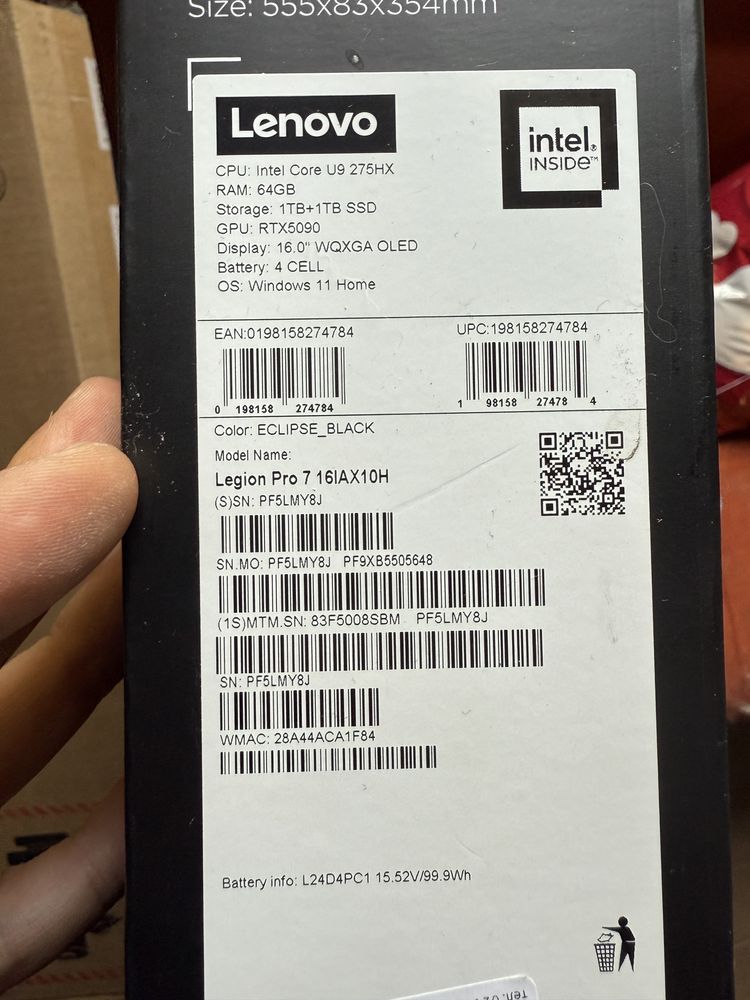 Size: 555x83x354mm
Lenovo
intel.
INSIDE™
CPU: Intel Core U9 275HX
RAM: 64GB
Storage: 1TB+1TB SSD
GPU: RTX5090
Display: 16.0" WQXGA OLED
Battery: 4 CELL
OS: Windows 11 Home
EAN:0198158274784
UPC:198158274784
0 198158 274784
1 98158 27478 4
Color: ECLIPSE_BLACK
Model Name:
Legion Pro 7 16IAX10H
(S)SN: PF5LMY8J
SN.MO: PF5LMY8J PF9XB5505648
(1S)MTM.SN: 83F5008SBM PF5LMY8J
SN: PF5LMY8J
WMAC: 28A44ACA1F84
Battery info: L24D4PC1 15.52V/99.9Wh